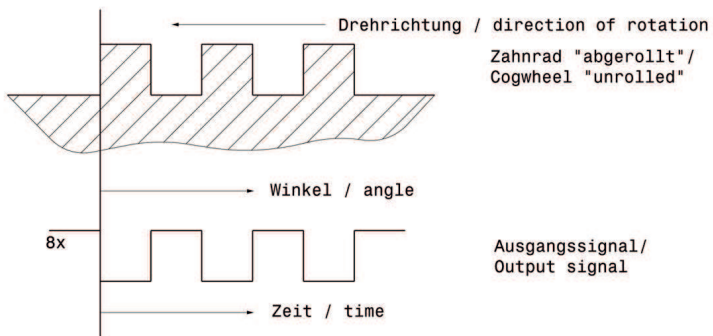 Drehrichtung / direction of rotation
Zahnrad "abgerollt"/
Cogwheel "unrolled"
Winkel / angle
8x
Ausgangssignal/
Output signal
Zeit / time